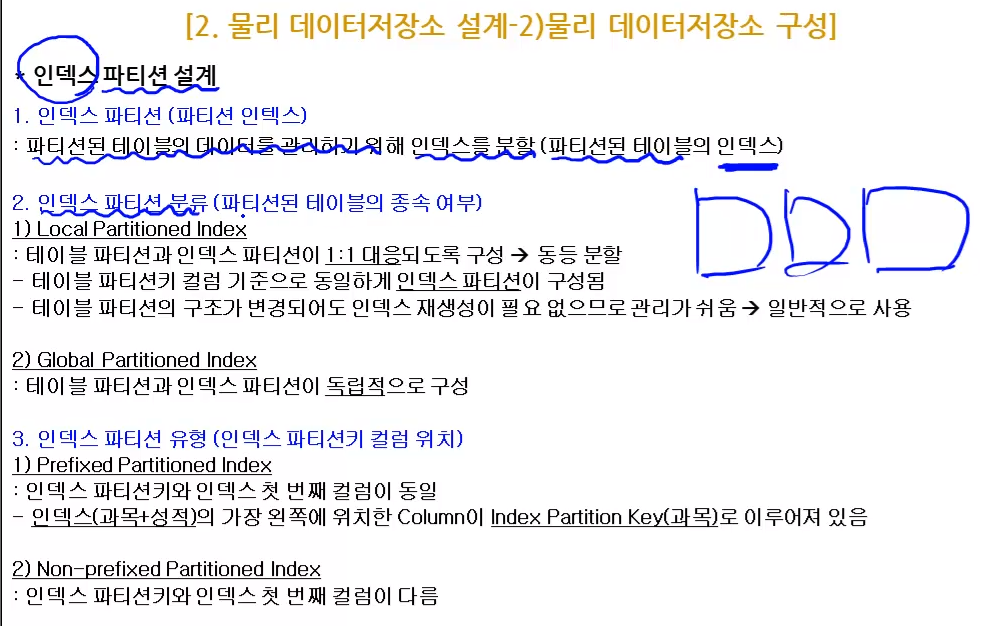 [2. 물리 데이터저장소 설계-2)물리 데이터저장소 구성]
* 인덱스 파티션 설계
1. 인덱스 파티션 (파티션 인텍스)
: 파티션된 테이블의 데이터를 관리하기 위해 인덱스를 분할 (파티션된 테이블의 인덱스)
2. 인덱스 파티션 분류 (파티션된 테이블의 종속 여부)
1) Local Partitioned Index
: 테이블 파티션과 인덱스 파티션이 1:1 대응되도록 구성 → 동등 분할
- 테이블 파티션키 컬럼 기준으로 동일하게 인덱스 파티션이 구성됨
- 테이블 파티션의 구조가 변경되어도 인덱스 재생성이 필요 없으므로 관리가 쉬움 → 일반적으로 사용
2) Global Partitioned Index
: 테이블 파티션과 인덱스 파티션이 독립적으로 구성
3. 인덱스 파티션 유형 (인덱스 파티션키 컬럼 위치)
1) Prefixed Partitioned Index
: 인덱스 파티션키와 인덱스 첫 번째 컬럼이 동일
- 인덱스(과목+성적)의 가장 왼쪽에 위치한 Column이 Index Partition Key(과목)로 이루어져 있음
2) Non-prefixed Partitioned Index
: 인덱스 파티션키와 인덱스 첫 번째 컬럼이 다름